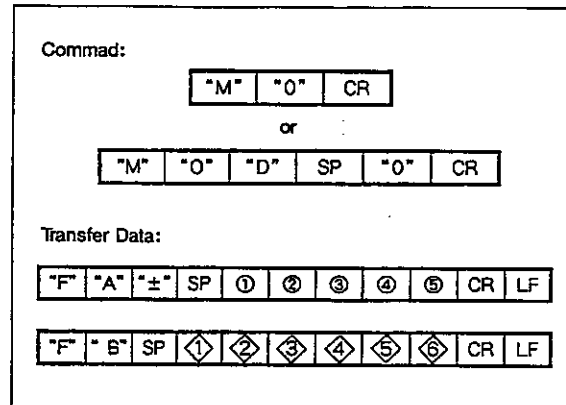 Commad:
"M" "0" CR
or
"M" "O" "D" SP "0" CR
Transfer Data:
"F" "A" "±" SP ① ② ③ ④ ⑤ CR LF
"F" "B" SP 1 2 3 4 5 6 CR LF